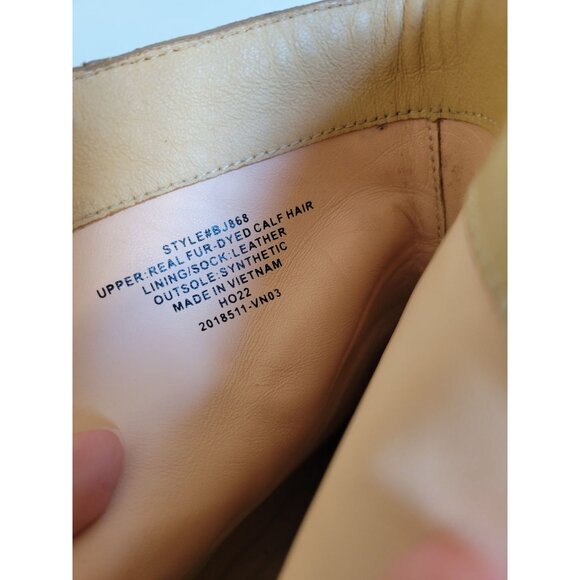 STYLE#BJ868
UPPER:REAL FUR-DYED CALF HAIR
LINING/SOCK:LEATHER
OUTSOLE:SYNTHETIC
MADE IN VIETNAM
HO22
2018511-VN03